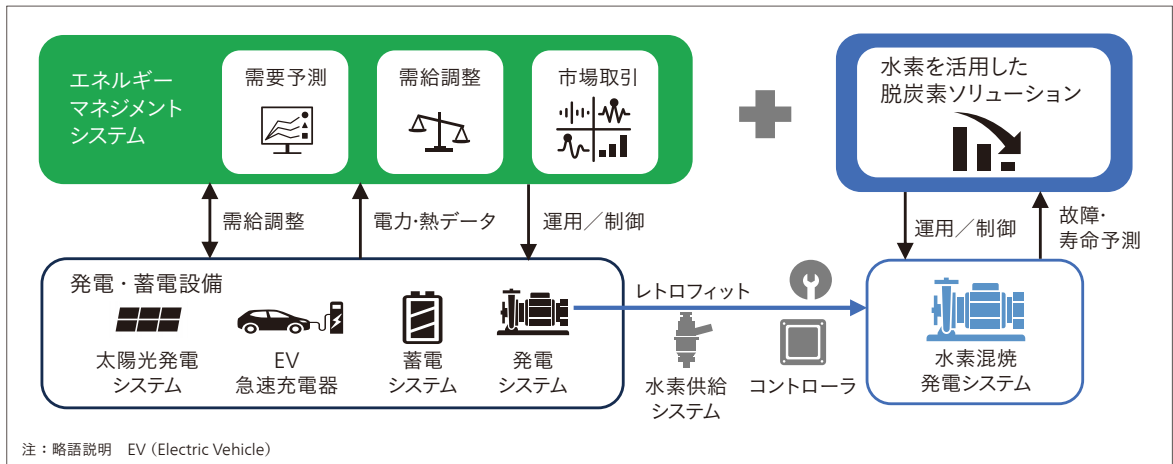 エネルギー
マネジメント
システム
需要予測
需給調整
市場取引
水素を活用した
脱炭素ソリューション
需給調整
電力・熱データ
運用／制御
運用／制御
故障・
寿命予測
発電・蓄電設備
太陽光発電
システム
EV
急速充電器
蓄電
システム
発電
システム
レトロフィット
水素供給
システム
コントローラ
水素混焼
発電システム
注：略語説明　EV（Electric Vehicle）